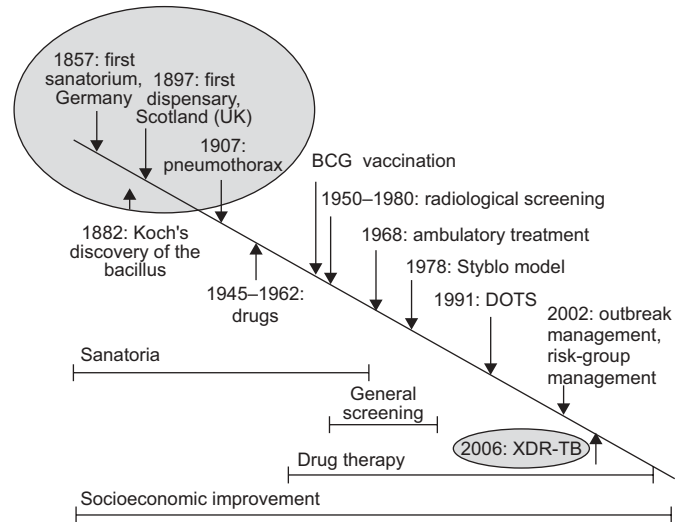 1857: first
sanatorium,
Germany
1897: first
dispensary,
Scotland (UK)
1907:
pneumothorax
BCG vaccination
1950–1980: radiological screening
1882: Koch's
discovery of the
bacillus
1968: ambulatory treatment
1978: Styblo model
1945–1962:
drugs
1991: DOTS
2002: outbreak
management,
risk-group
management
Sanatoria
General
screening
2006: XDR-TB
Drug therapy
Socioeconomic improvement